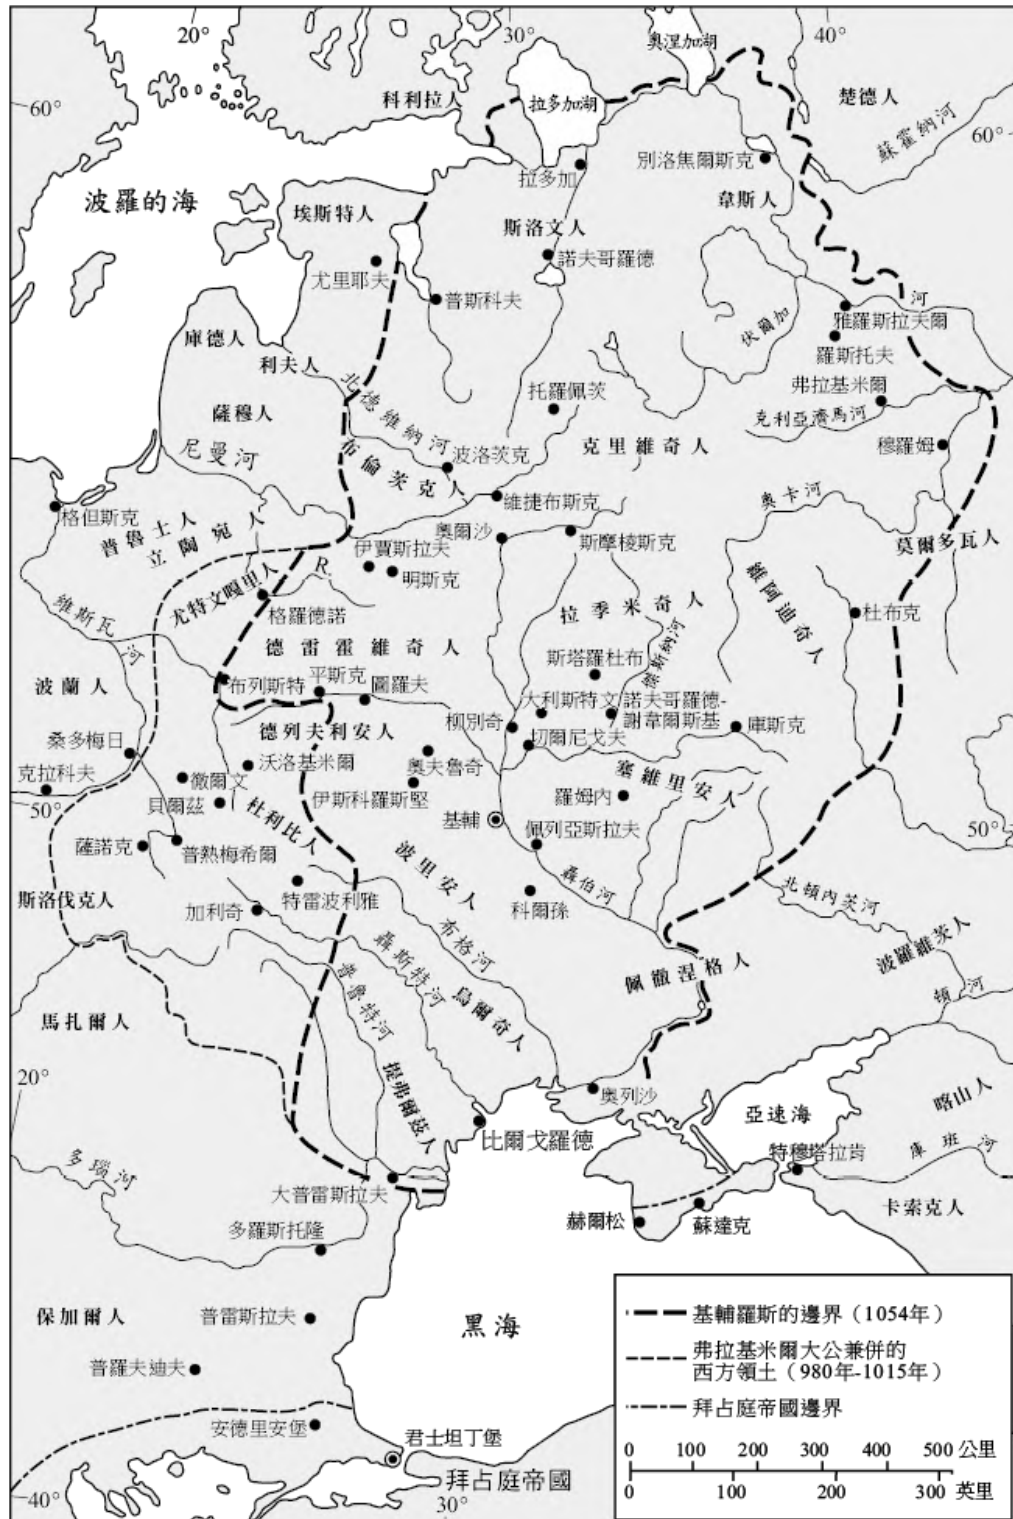 20°
30°
40°
奧涅加湖
60°
科利拉人
拉多加湖
楚德人
蘇霍納河
60°
拉多加
別洛焦爾斯克
波羅的海
埃斯特人
斯洛文人
韋斯人
尤里耶夫
諾夫哥羅德
普斯科夫
伏爾加
河
雅羅斯拉夫爾
庫德人
利夫人
羅斯托夫
北德維納河
托羅佩茨
弗拉基米爾
薩穆人
克利亞濟馬河
尼曼河
布倫茨克人
波洛茨克
克里維奇人
穆羅姆
格但斯克
維捷布斯克
奧卡河
普魯士人
立陶宛人
奧爾沙
斯摩棱斯克
莫爾多瓦人
伊賈斯拉夫
R.
明斯克
尤特文嘎里人
格羅德諾
維阿迪奇人
杜布克
維斯瓦河
拉季米奇人
德雷霍維奇人
斯塔羅杜布
波蘭人
布列斯特
平斯克
圖羅夫
大利斯特文
諾夫哥羅德-
謝韋爾斯基
柳別奇
庫斯克
德列夫利安人
切爾尼戈夫
桑多梅日
沃洛基米爾
奧夫魯奇
塞維里安人
克拉科夫
徹爾文
伊斯科羅斯堅
羅姆內
50°
貝爾茲
杜利比人
基輔
50°
薩諾克
普熱梅希爾
波里安人
佩列亞斯拉夫
聶伯河
特雷波利雅
科爾孫
北頓內茨河
斯洛伐克人
加利奇
布格河
聶斯特河
佩徹涅格人
波羅維茨人
普魯特河
烏爾奇人
頓河
馬扎爾人
提弗爾茲人
20°
奧列沙
喀山人
亞速海
比爾戈羅德
特穆塔拉肯
庫班河
多瑙河
大普雷斯拉夫
卡索克人
赫爾松
蘇達克
多羅斯托隆
保加爾人
普雷斯拉夫
黑海
普羅夫迪夫
安德里安堡
君士坦丁堡
拜占庭帝國
40°
30°
基輔羅斯的邊界（1054年）
弗拉基米爾大公兼併的
西方領土（980年-1015年）
拜占庭帝國邊界
0 100 200 300 400 500 公里
0 100 200 300 英里